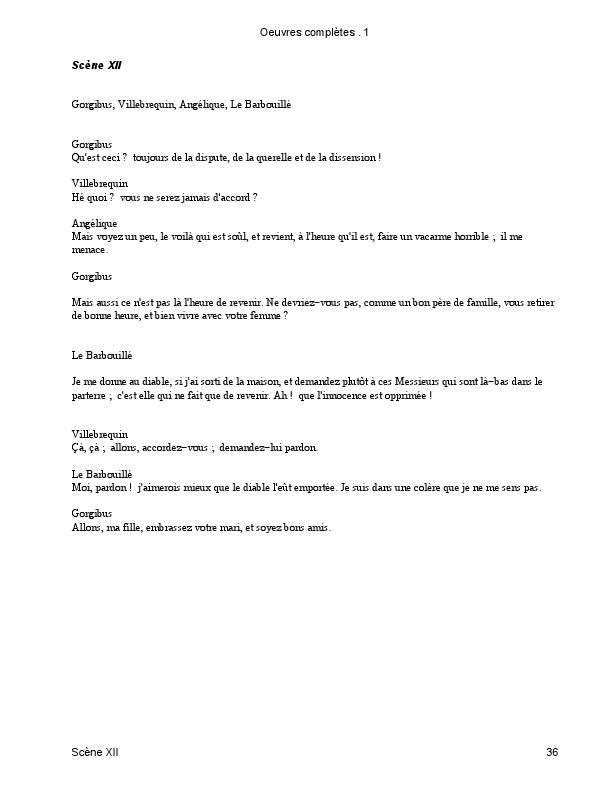 Oeuvres complètes . 1
Scène XII
Gorgibus, Villebrequin, Angélique, Le Barbouillé
Gorgibus
Qu'est ceci ? toujours de la dispute, de la querelle et de la dissension !
Villebrequin
Hé quoi ? vous ne serez jamais d'accord ?
Angélique
Mais voyez un peu, le voilà qui est soûl, et revient, à l'heure qu'il est, faire un vacarme horrible ; il me
menace.
Gorgibus
Mais aussi ce n'est pas là l'heure de revenir. Ne devriez−vous pas, comme un bon père de famille, vous retirer
de bonne heure, et bien vivre avec votre femme ?
Le Barbouillé
Je me donne au diable, si j'ai sorti de la maison, et demandez plutôt à ces Messieurs qui sont là−bas dans le
parterre ; c'est elle qui ne fait que de revenir. Ah ! que l'innocence est opprimée !
Villebrequin
Çà, çà ; allons, accordez−vous ; demandez−lui pardon.
Le Barbouillé
Moi, pardon ! j'aimerois mieux que le diable l'eût emportée. Je suis dans une colère que je ne me sens pas.
Gorgibus
Allons, ma fille, embrassez votre mari, et soyez bons amis.
Scène XII 36